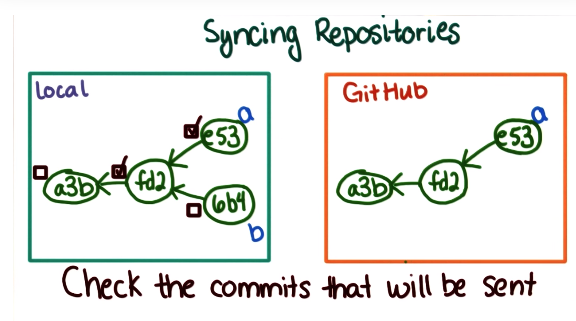 Syncing Repositories
local
GitHub
a
e53
a3b
fd2
6b4
b
a
e53
a3b
fd2
Check the commits that will be sent